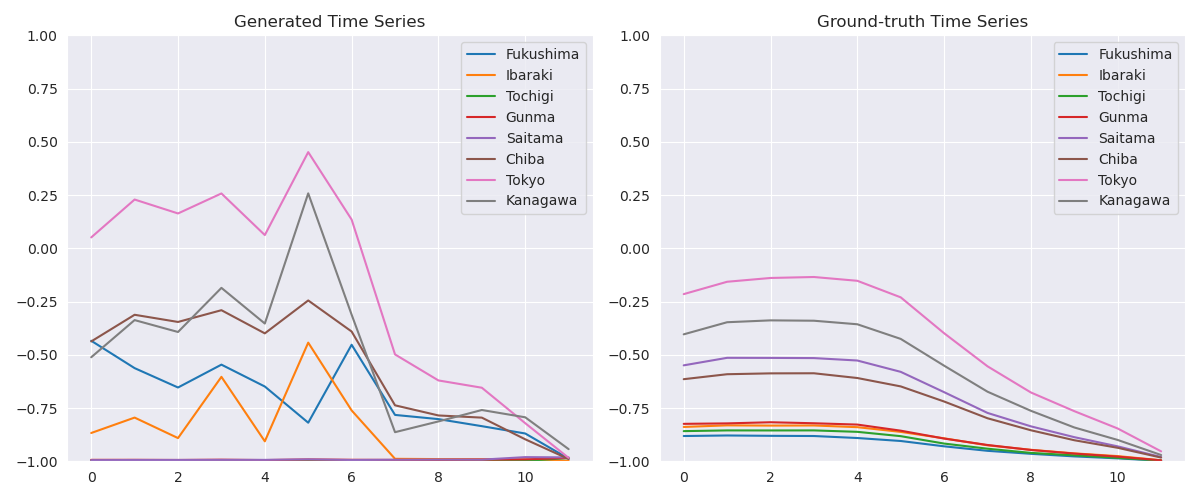 Generated Time Series
1.00
0.75
0.50
0.25
0.00
−0.25
−0.50
−0.75
−1.00
0 2 4 6 8 10
Fukushima
Ibaraki
Tochigi
Gunma
Saitama
Chiba
Tokyo
Kanagawa
Ground-truth Time Series
1.00
0.75
0.50
0.25
0.00
−0.25
−0.50
−0.75
−1.00
0 2 4 6 8 10
Fukushima
Ibaraki
Tochigi
Gunma
Saitama
Chiba
Tokyo
Kanagawa